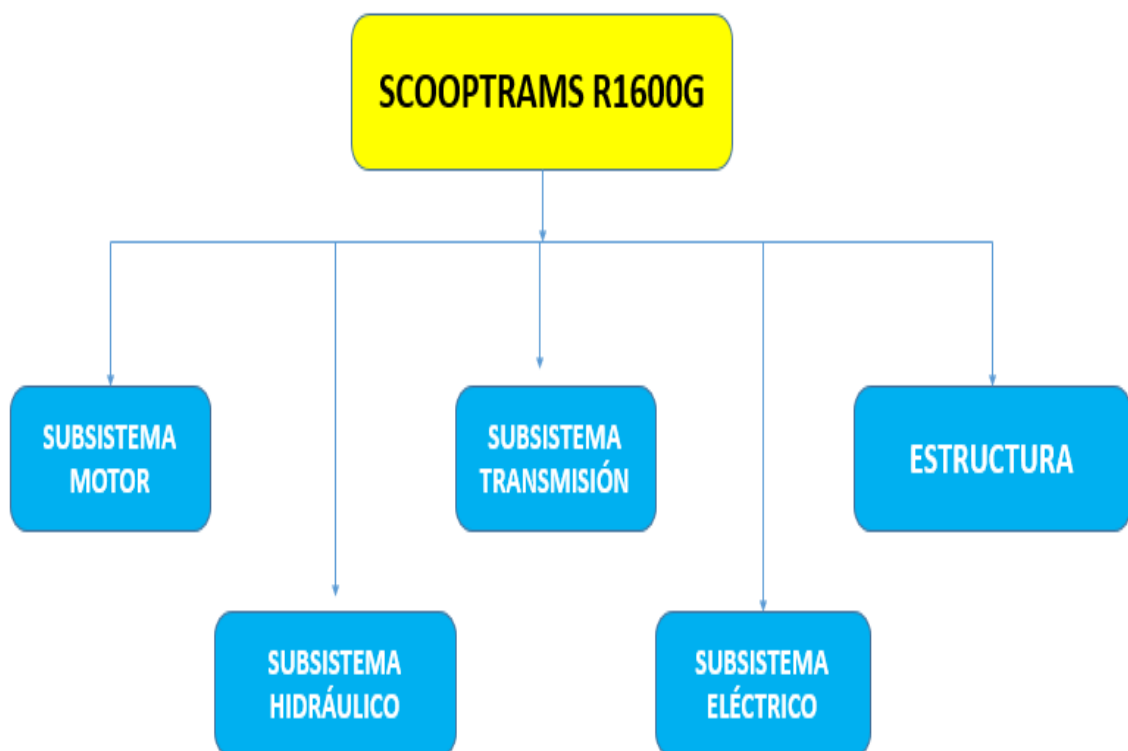 SCOOPTRAMS R1600G
SUBSISTEMA
MOTOR
SUBSISTEMA
TRANSMISIÓN
ESTRUCTURA
SUBSISTEMA
HIDRÁULICO
SUBSISTEMA
ELÉCTRICO